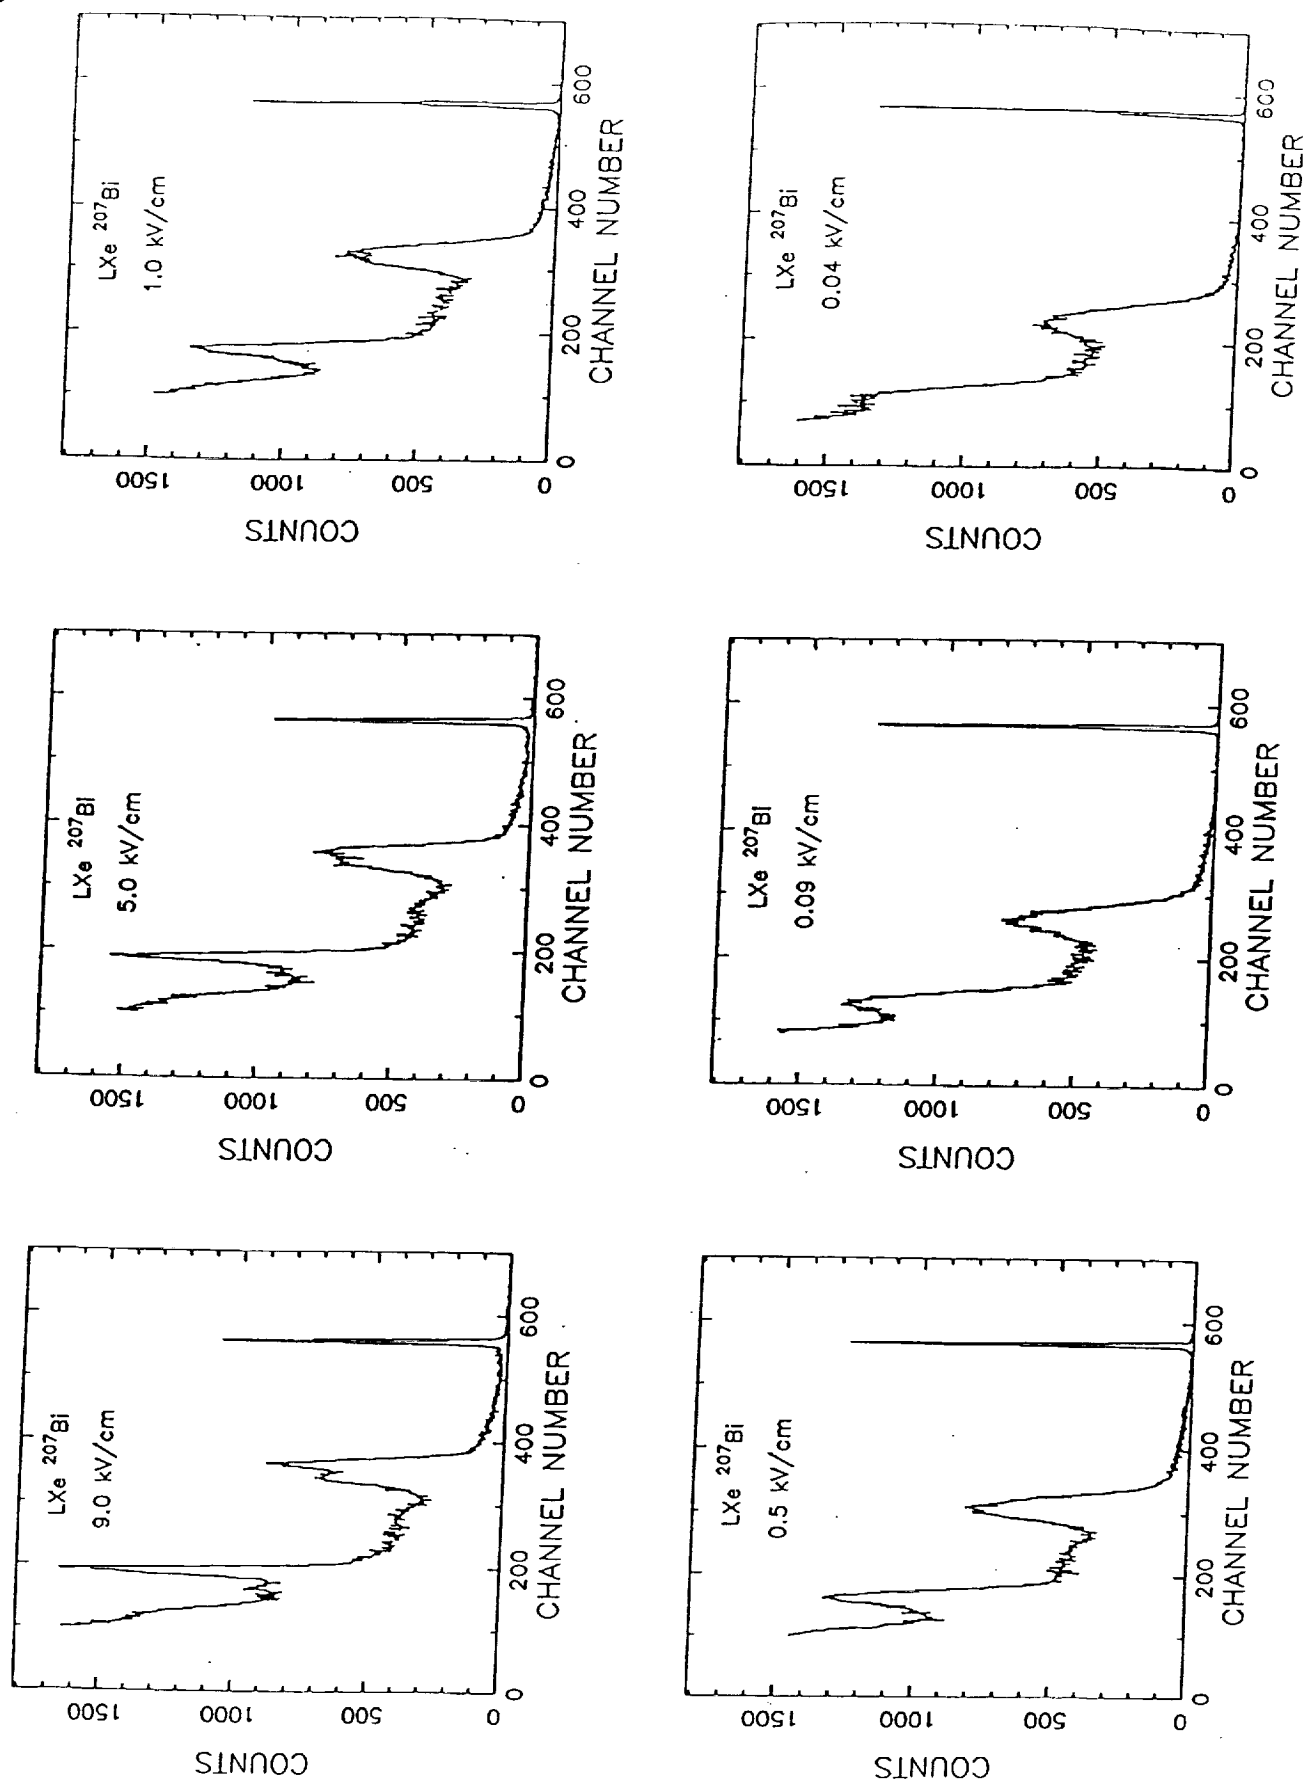 LXe ²⁰⁷Bi
9.0 kV/cm
COUNTS
1500
1000
500
0
0 200 400 600
CHANNEL NUMBER
LXe ²⁰⁷Bi
5.0 kV/cm
COUNTS
1500
1000
500
0
0 200 400 600
CHANNEL NUMBER
LXe ²⁰⁷Bi
1.0 kV/cm
COUNTS
1500
1000
500
0
0 200 400 600
CHANNEL NUMBER
LXe ²⁰⁷Bi
0.5 kV/cm
COUNTS
1500
1000
500
0
0 200 400 600
CHANNEL NUMBER
LXe ²⁰⁷Bi
0.09 kV/cm
COUNTS
1500
1000
500
0
0 200 400 600
CHANNEL NUMBER
LXe ²⁰⁷Bi
0.04 kV/cm
COUNTS
1500
1000
500
0
0 200 400 600
CHANNEL NUMBER